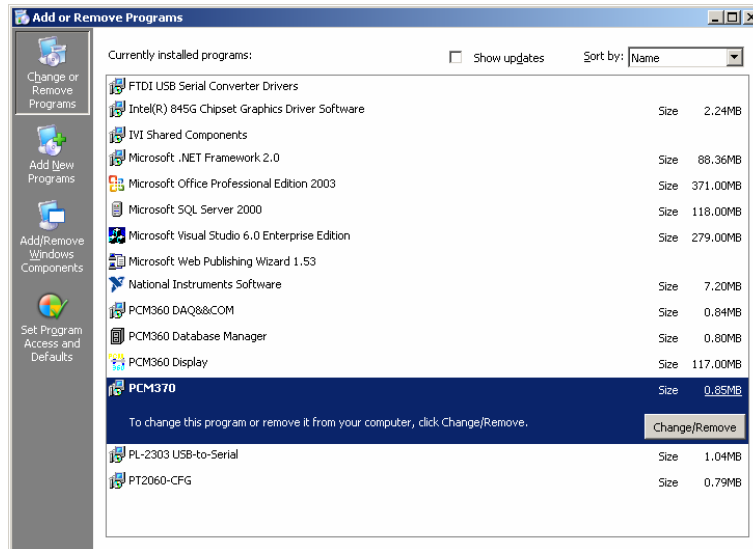 Add or Remove Programs
Change or
Remove
Programs
Add New
Programs
Add/Remove
Windows
Components
Set Program
Access and
Defaults
Currently installed programs:
Show updates
Sort by: Name
FTDI USB Serial Converter Drivers
Intel(R) 845G Chipset Graphics Driver Software Size 2.24MB
IVI Shared Components
Microsoft .NET Framework 2.0 Size 88.36MB
Microsoft Office Professional Edition 2003 Size 371.00MB
Microsoft SQL Server 2000 Size 118.00MB
Microsoft Visual Studio 6.0 Enterprise Edition Size 279.00MB
Microsoft Web Publishing Wizard 1.53
National Instruments Software Size 7.20MB
PCM360 DAQ&&COM Size 0.84MB
PCM360 Database Manager Size 0.80MB
PCM360 Display Size 117.00MB
PCM370 Size 0.85MB
To change this program or remove it from your computer, click Change/Remove. Change/Remove
PL-2303 USB-to-Serial Size 1.04MB
PT2060-CFG Size 0.79MB